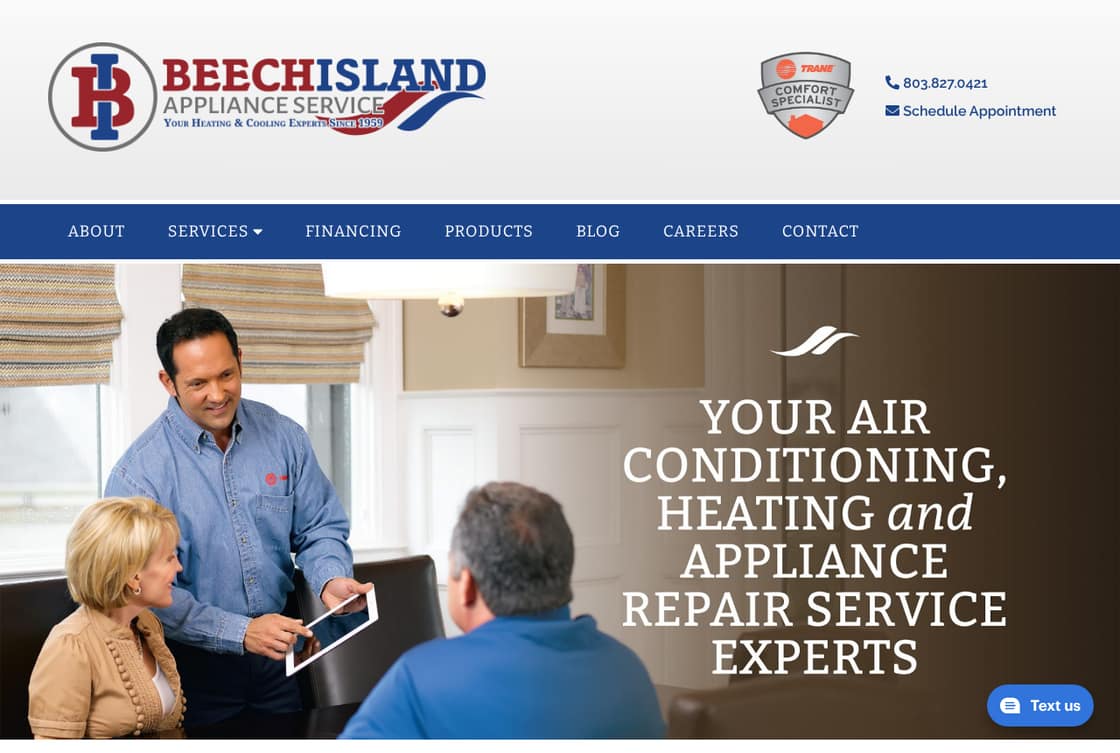 BI
BEECHISLAND
APPLIANCE SERVICE
YOUR HEATING & COOLING EXPERTS SINCE 1959
TRANE
COMFORT
SPECIALIST
803.827.0421
Schedule Appointment
ABOUT
SERVICES
FINANCING
PRODUCTS
BLOG
CAREERS
CONTACT
YOUR AIR
CONDITIONING,
HEATING and
APPLIANCE
REPAIR SERVICE
EXPERTS
Text us